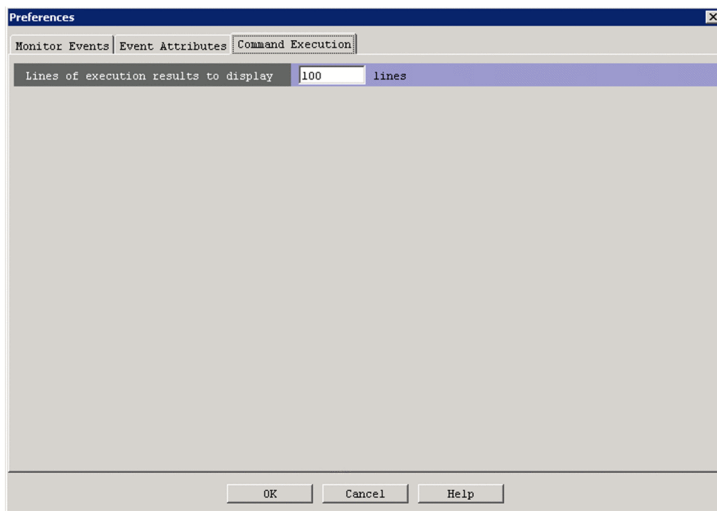 Preferences
Monitor Events Event Attributes Command Execution
Lines of execution results to display 100 lines
OK Cancel Help